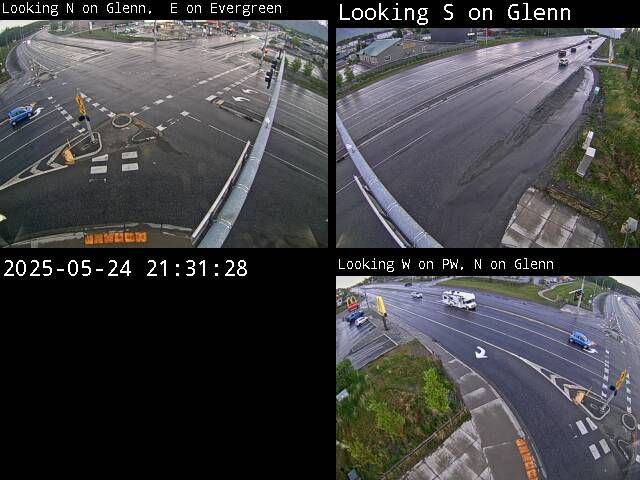 Looking N on Glenn,  E on Evergreen
Looking S on Glenn
2025-05-24 21:31:28
Looking W on PW, N on Glenn